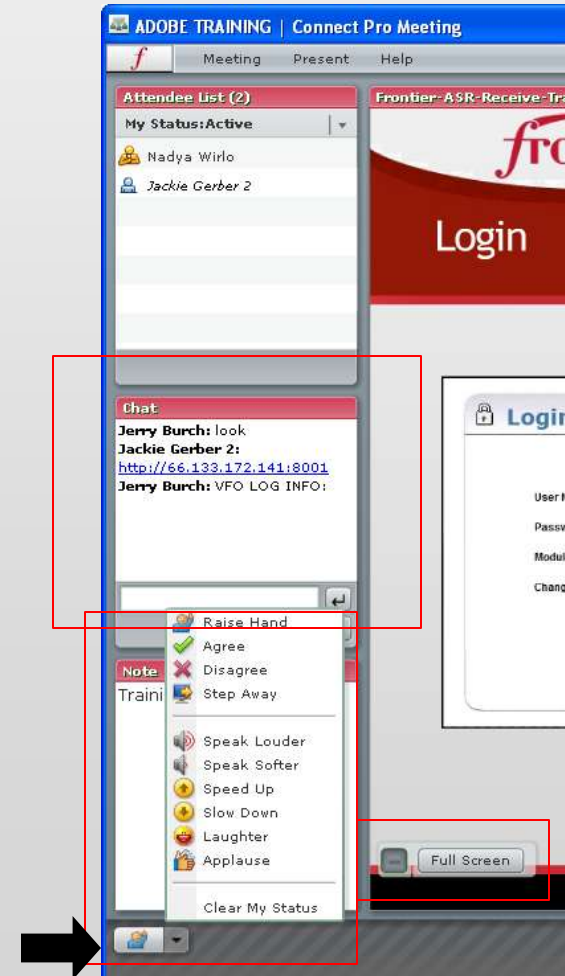 ADOBE TRAINING | Connect Pro Meeting
f Meeting Present Help
Attendee List (2)
My Status:Active
Nadya Wirlo
Jackie Gerber 2
Chat
Jerry Burch: look
Jackie Gerber 2:
http://66.133.172.141:8001
Jerry Burch: VFO LOG INFO:
Note
Traini
Raise Hand
Agree
Disagree
Step Away
Speak Louder
Speak Softer
Speed Up
Slow Down
Laughter
Applause
Clear My Status
Frontier-ASR-Receive-Tra
fro
Login
Login
User N
Passw
Modul
Chang
Full Screen